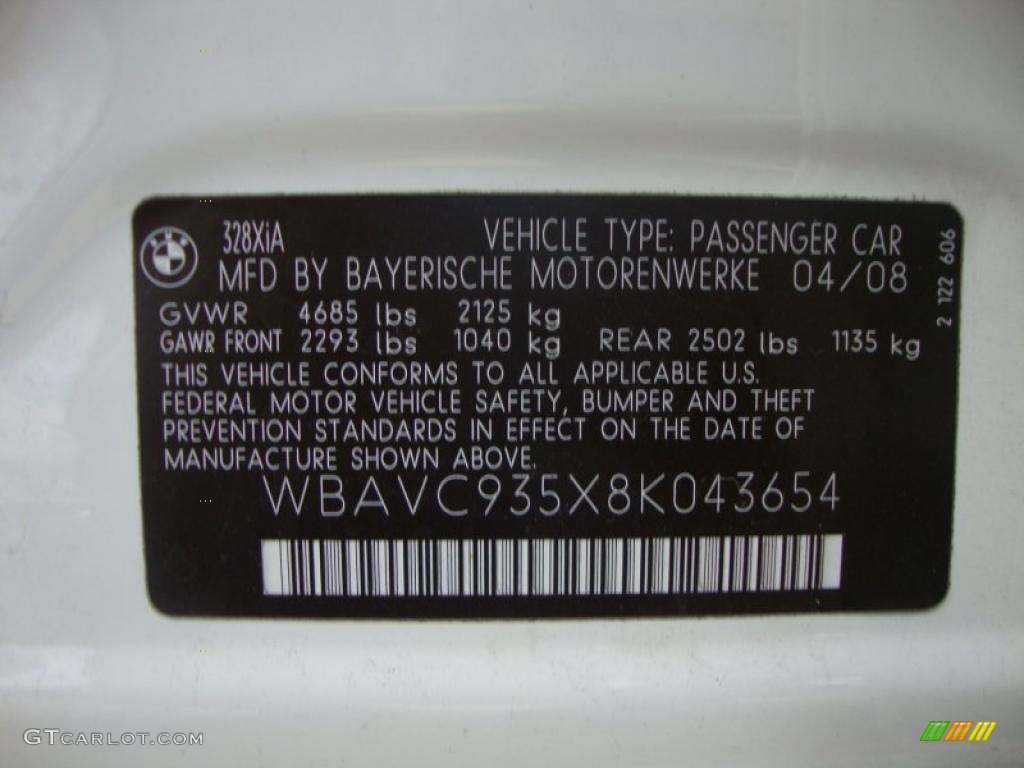 BMW
328XiA VEHICLE TYPE: PASSENGER CAR
MFD BY BAYERISCHE MOTORENWERKE 04/08
GVWR 4685 lbs 2125 kg
GAWR FRONT 2293 lbs 1040 kg REAR 2502 lbs 1135 kg
THIS VEHICLE CONFORMS TO ALL APPLICABLE U.S.
FEDERAL MOTOR VEHICLE SAFETY, BUMPER AND THEFT
PREVENTION STANDARDS IN EFFECT ON THE DATE OF
MANUFACTURE SHOWN ABOVE.
WBAVC935X8K043654
2 122 606
GTCARLOT.COM